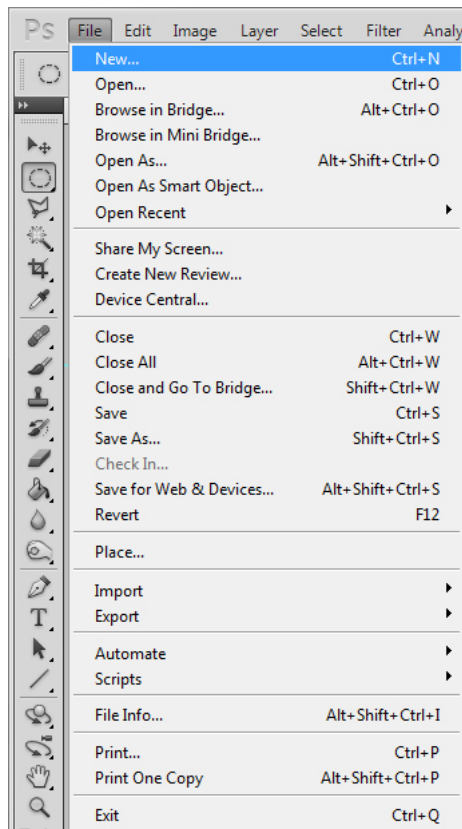 Ps File Edit Image Layer Select Filter Analy
New... Ctrl+N
Open... Ctrl+O
Browse in Bridge... Alt+Ctrl+O
Browse in Mini Bridge...
Open As... Alt+Shift+Ctrl+O
Open As Smart Object...
Open Recent
Share My Screen...
Create New Review...
Device Central...
Close Ctrl+W
Close All Alt+Ctrl+W
Close and Go To Bridge... Shift+Ctrl+W
Save Ctrl+S
Save As... Shift+Ctrl+S
Check In...
Save for Web & Devices... Alt+Shift+Ctrl+S
Revert F12
Place...
Import
Export
Automate
Scripts
File Info... Alt+Shift+Ctrl+I
Print... Ctrl+P
Print One Copy Alt+Shift+Ctrl+P
Exit Ctrl+Q